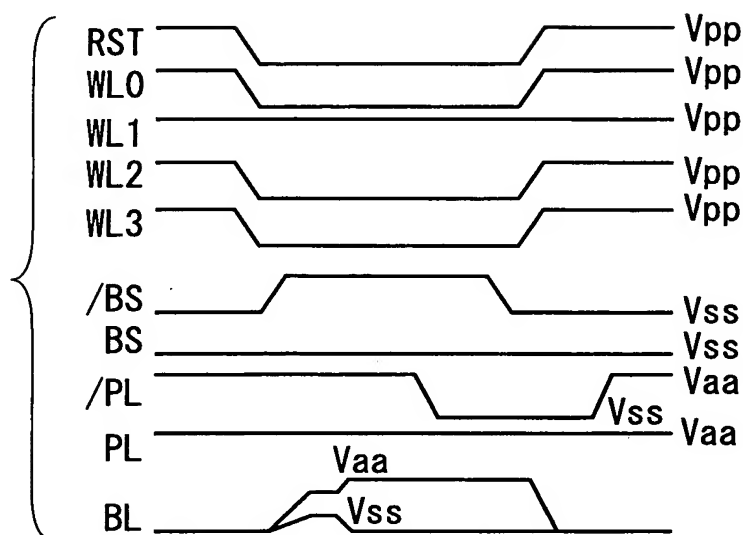 RST Vpp
WL0 Vpp
WL1 Vpp
WL2 Vpp
WL3 Vpp
/BS Vss
BS Vss
/PL Vss Vaa
PL Vaa
Vaa
BL Vss